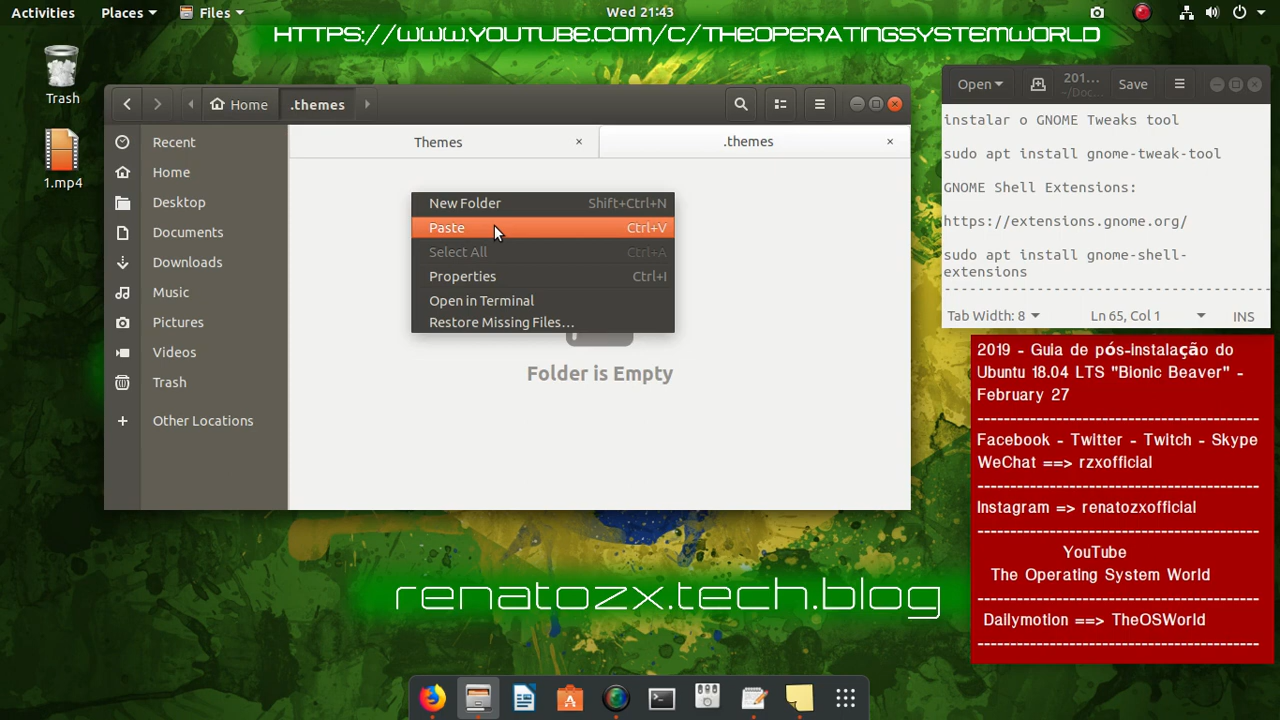 Activities
Places
Files
Wed 21:43
HTTPS://WWW.YOUTUBE.COM/C/THEOPERATINGSYSTEMWORLD
Trash
1.mp4
Home
.themes
Themes
.themes
Recent
Home
Desktop
Documents
Downloads
Music
Pictures
Videos
Trash
Other Locations
New Folder Shift+Ctrl+N
Paste Ctrl+V
Select All Ctrl+A
Properties Ctrl+I
Open in Terminal
Restore Missing Files...
Folder is Empty
Open
201...
~/Doc...
Save
instalar o GNOME Tweaks tool
sudo apt install gnome-tweak-tool
GNOME Shell Extensions:
https://extensions.gnome.org/
sudo apt install gnome-shell-
extensions
---------------------------------------
Tab Width: 8
Ln 65, Col 1
INS
2019 - Guia de pós-instalação do
Ubuntu 18.04 LTS "Bionic Beaver" -
February 27
----------------------------------------
Facebook - Twitter - Twitch - Skype
WeChat ==> rzxofficial
----------------------------------------
Instagram => renatozxofficial
----------------------------------------
YouTube
The Operating System World
----------------------------------------
Dailymotion ==> TheOSWorld
----------------------------------------
renatozx.tech.blog